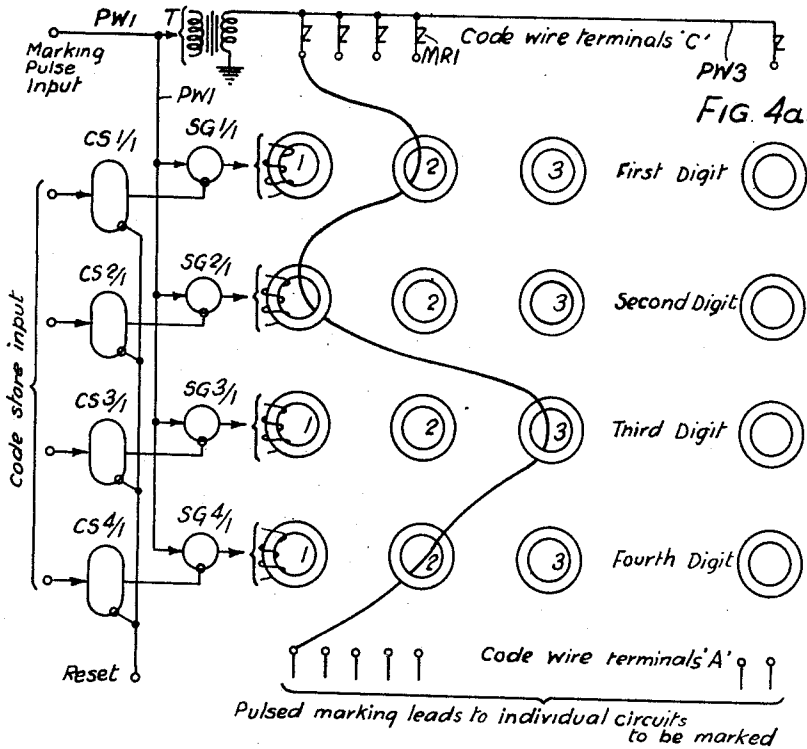 PW1 T
Marking
Pulse
Input
Code wire terminals 'C'
MR1
PW3
PW1
FIG. 4a
CS 1/1
SG 1/1
1
2
3
First Digit
CS 2/1
SG 2/1
2
3
Second Digit
code store input
CS 3/1
SG 3/1
1
2
3
Third Digit
CS 4/1
SG 4/1
1
2
3
Fourth Digit
Reset
Code wire terminals 'A'
Pulsed marking leads to individual circuits
to be marked